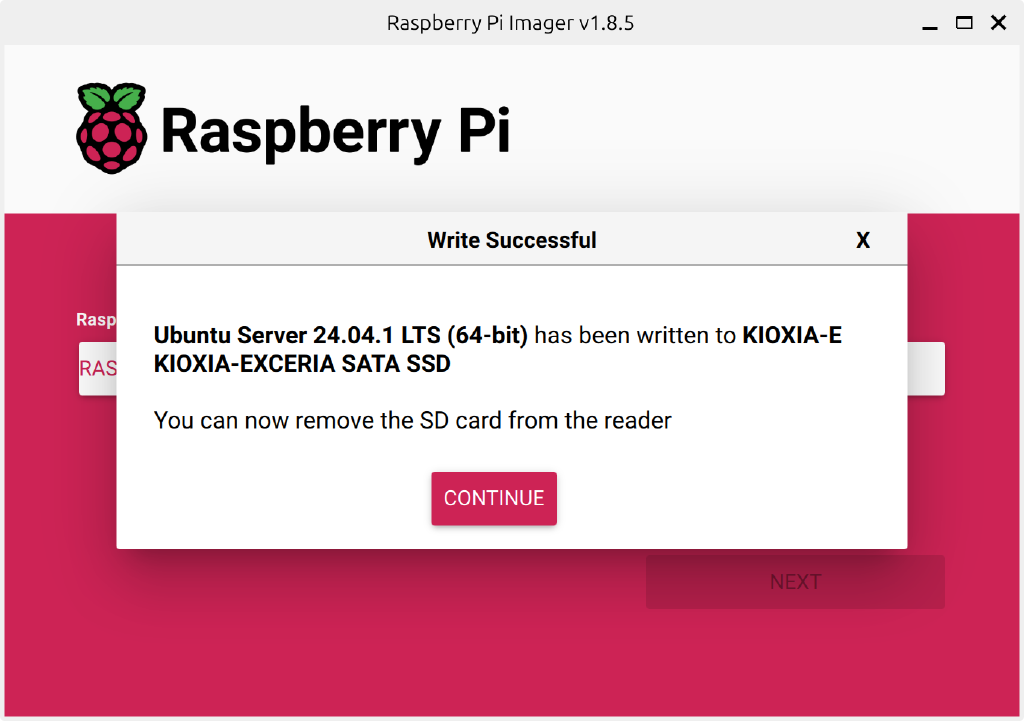 Raspberry Pi Imager v1.8.5
Raspberry Pi
Write Successful X
Rasp
RAS
Ubuntu Server 24.04.1 LTS (64-bit) has been written to KIOXIA-E
KIOXIA-EXCERIA SATA SSD
You can now remove the SD card from the reader
CONTINUE
NEXT